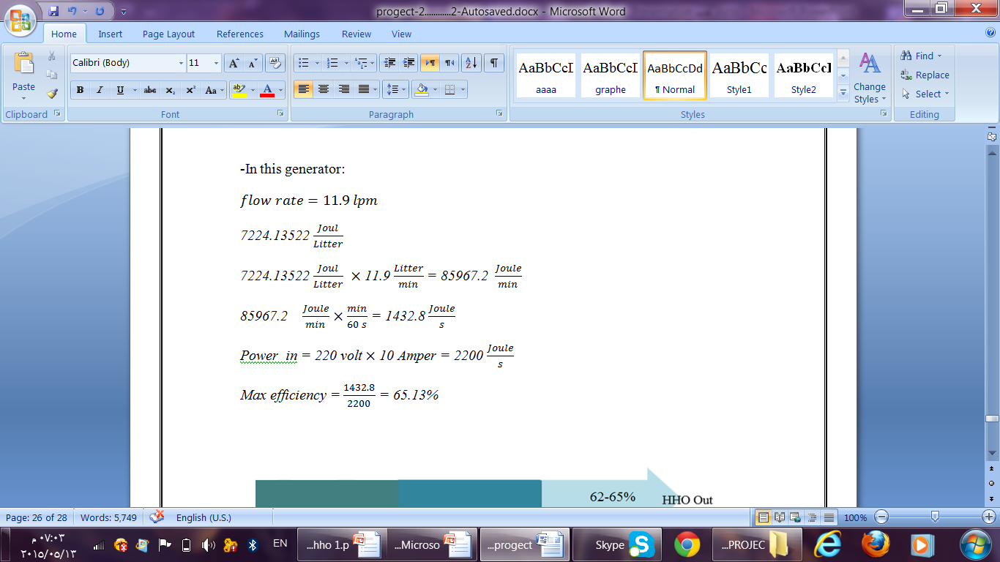 progect-2............2-Autosaved.docx - Microsoft Word
Home Insert Page Layout References Mailings Review View
Paste
Clipboard
Calibri (Body) 11
B I U abc x₂ x² Aa ab A
Font
Paragraph
AaBbCcI AaBbCcI AaBbCcDd AaBbCc AaBbCcI
aaaa graphe ¶ Normal Style1 Style2
Change Styles
Styles
Find
Replace
Select
Editing
-In this generator:
flow rate = 11.9 lpm
7224.13522 Joul/Litter
7224.13522 Joul/Litter × 11.9 Litter/min = 85967.2 Joule/min
85967.2 Joule/min × min/60 s = 1432.8 Joule/s
Power in = 220 volt × 10 Amper = 2200 Joule/s
Max efficiency = 1432.8/2200 = 65.13%
62-65% HHO Out
Page: 26 of 28 Words: 5,749 English (U.S.) 100%
٠٧:٠٣ م
٢٠١٥/٠٥/١٣
EN
...hho 1.p
...Microso
...progect
Skype
...PROJEC